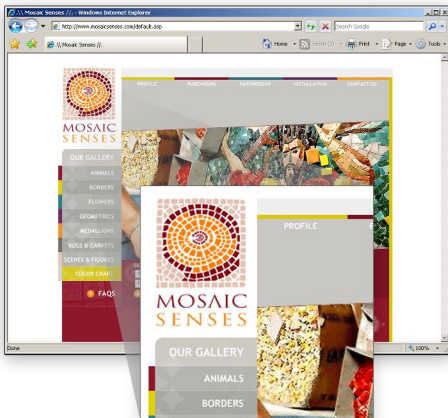 \\ Mosaic Senses //. - Windows Internet Explorer
http://www.mosaicsenses.com/default.asp
Search Google
\\ Mosaic Senses //.
Home
Print
Page
Tools
PROFILE
PURCHASING
PARTNERSHIP
INSTALLATION
CONTACT US
MOSAIC
SENSES
OUR GALLERY
ANIMALS
BORDERS
FLOWERS
GEOMETRICS
MEDALLIONS
RUGS & CARPETS
SCENES & FIGURES
COLOR CHART
FAQS
PROFILE
MOSAIC
SENSES
OUR GALLERY
ANIMALS
BORDERS
Done
100%